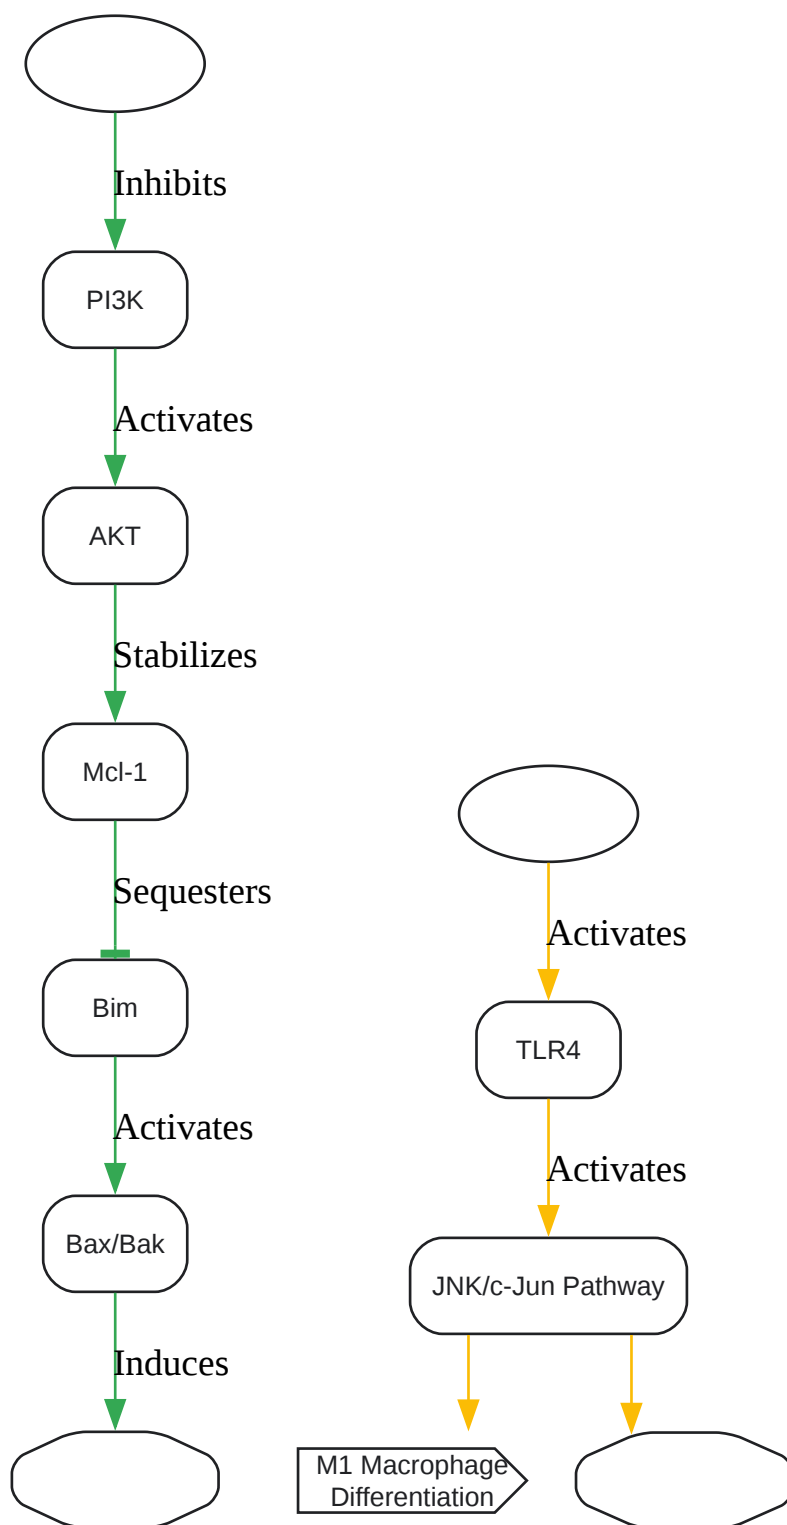 Inhibits
PI3K
Activates
AKT
Stabilizes
Mcl-1
Sequesters
Bim
Activates
Bax/Bak
Induces
Activates
TLR4
Activates
JNK/c-Jun Pathway
M1 Macrophage
Differentiation